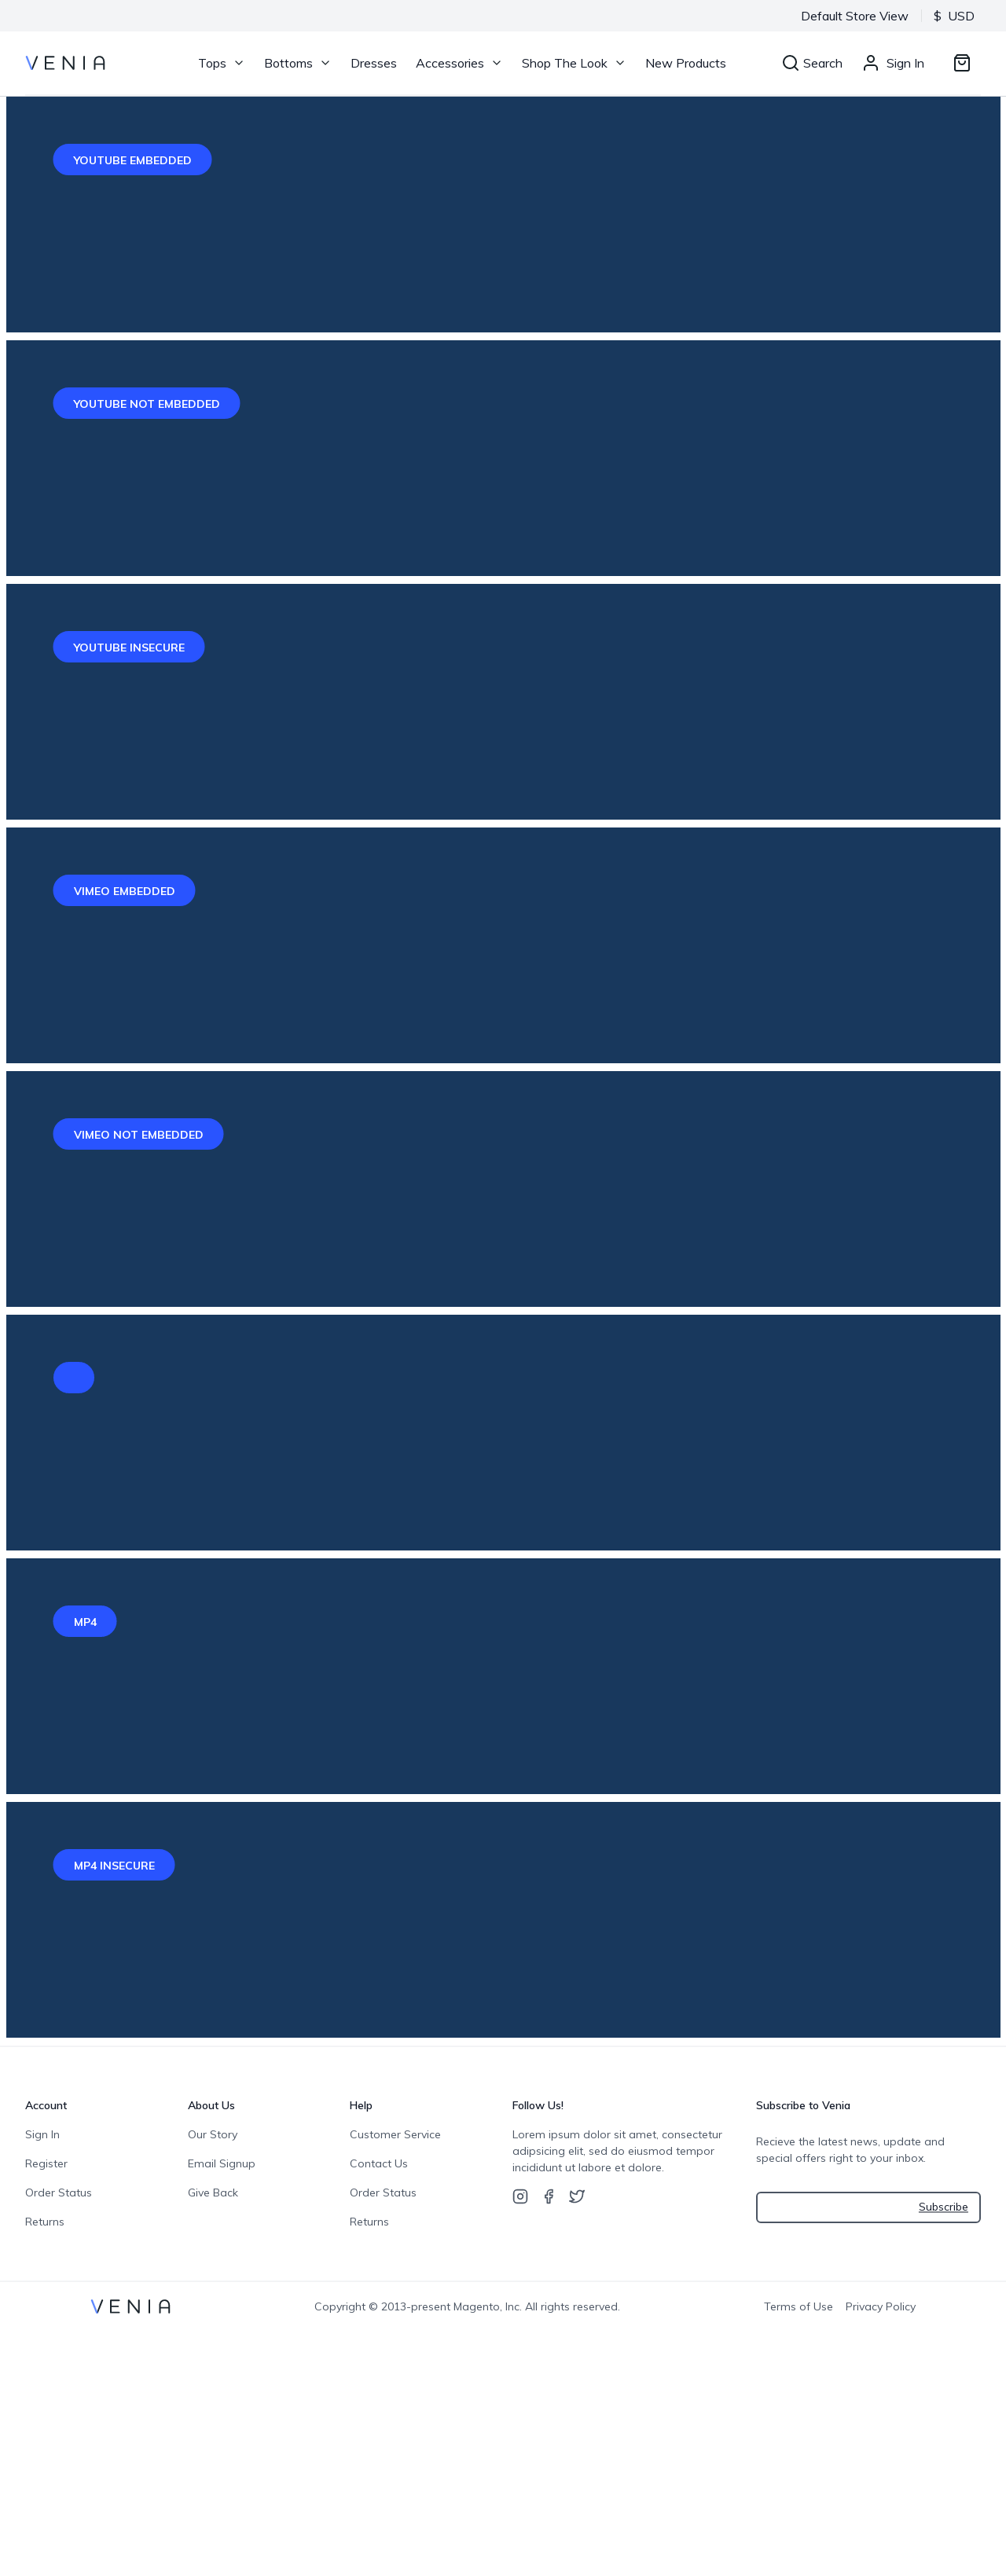 Default Store View
$ USD
VENIA
Tops
Bottoms
Dresses
Accessories
Shop The Look
New Products
Search
Sign In
YOUTUBE EMBEDDED
YOUTUBE NOT EMBEDDED
YOUTUBE INSECURE
VIMEO EMBEDDED
VIMEO NOT EMBEDDED
MP4
MP4 INSECURE
Account
Sign In
Register
Order Status
Returns
About Us
Our Story
Email Signup
Give Back
Help
Customer Service
Contact Us
Order Status
Returns
Follow Us!
Lorem ipsum dolor sit amet, consectetur
adipsicing elit, sed do eiusmod tempor
incididunt ut labore et dolore.
Subscribe to Venia
Recieve the latest news, update and
special offers right to your inbox.
Subscribe
VENIA
Copyright © 2013-present Magento, Inc. All rights reserved.
Terms of Use
Privacy Policy